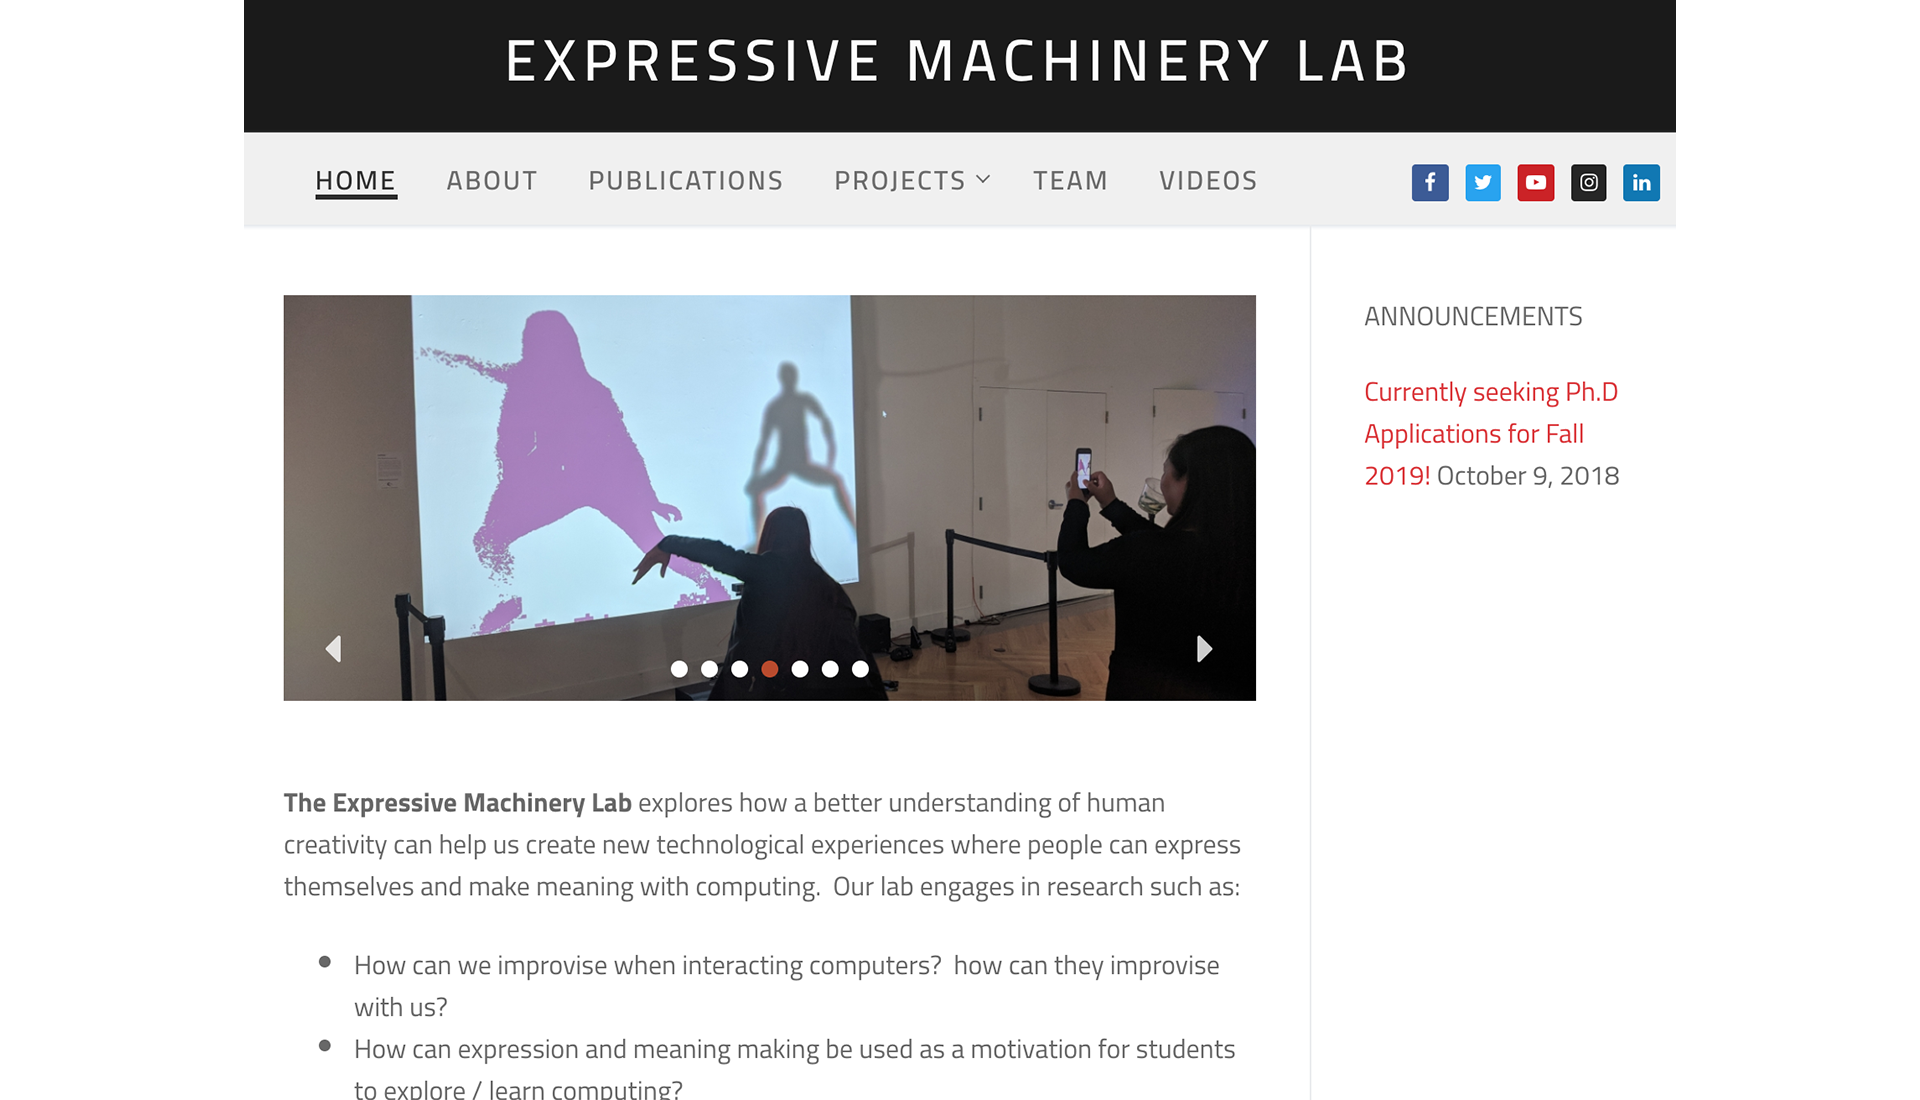 EXPRESSIVE MACHINERY LAB
HOME ABOUT PUBLICATIONS PROJECTS TEAM VIDEOS
ANNOUNCEMENTS
Currently seeking Ph.D
Applications for Fall
2019! October 9, 2018
The Expressive Machinery Lab explores how a better understanding of human
creativity can help us create new technological experiences where people can express
themselves and make meaning with computing.  Our lab engages in research such as:
How can we improvise when interacting computers?  how can they improvise
with us?
How can expression and meaning making be used as a motivation for students
to explore / learn computing?